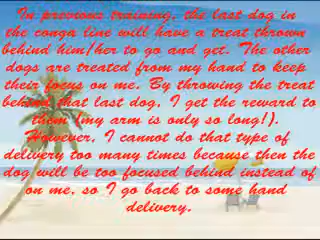 In previous training, the last dog in
the conga line will have a treat thrown
behind him/her to go and get. The other
dogs are treated from my hand to keep
their focus on me. By throwing the treat
behind that last dog, I get the reward to
them (my arm is only so long!).
However, I cannot do that type of
delivery too many times because then the
dog will be too focused behind instead of
on me, so I go back to some hand
delivery.